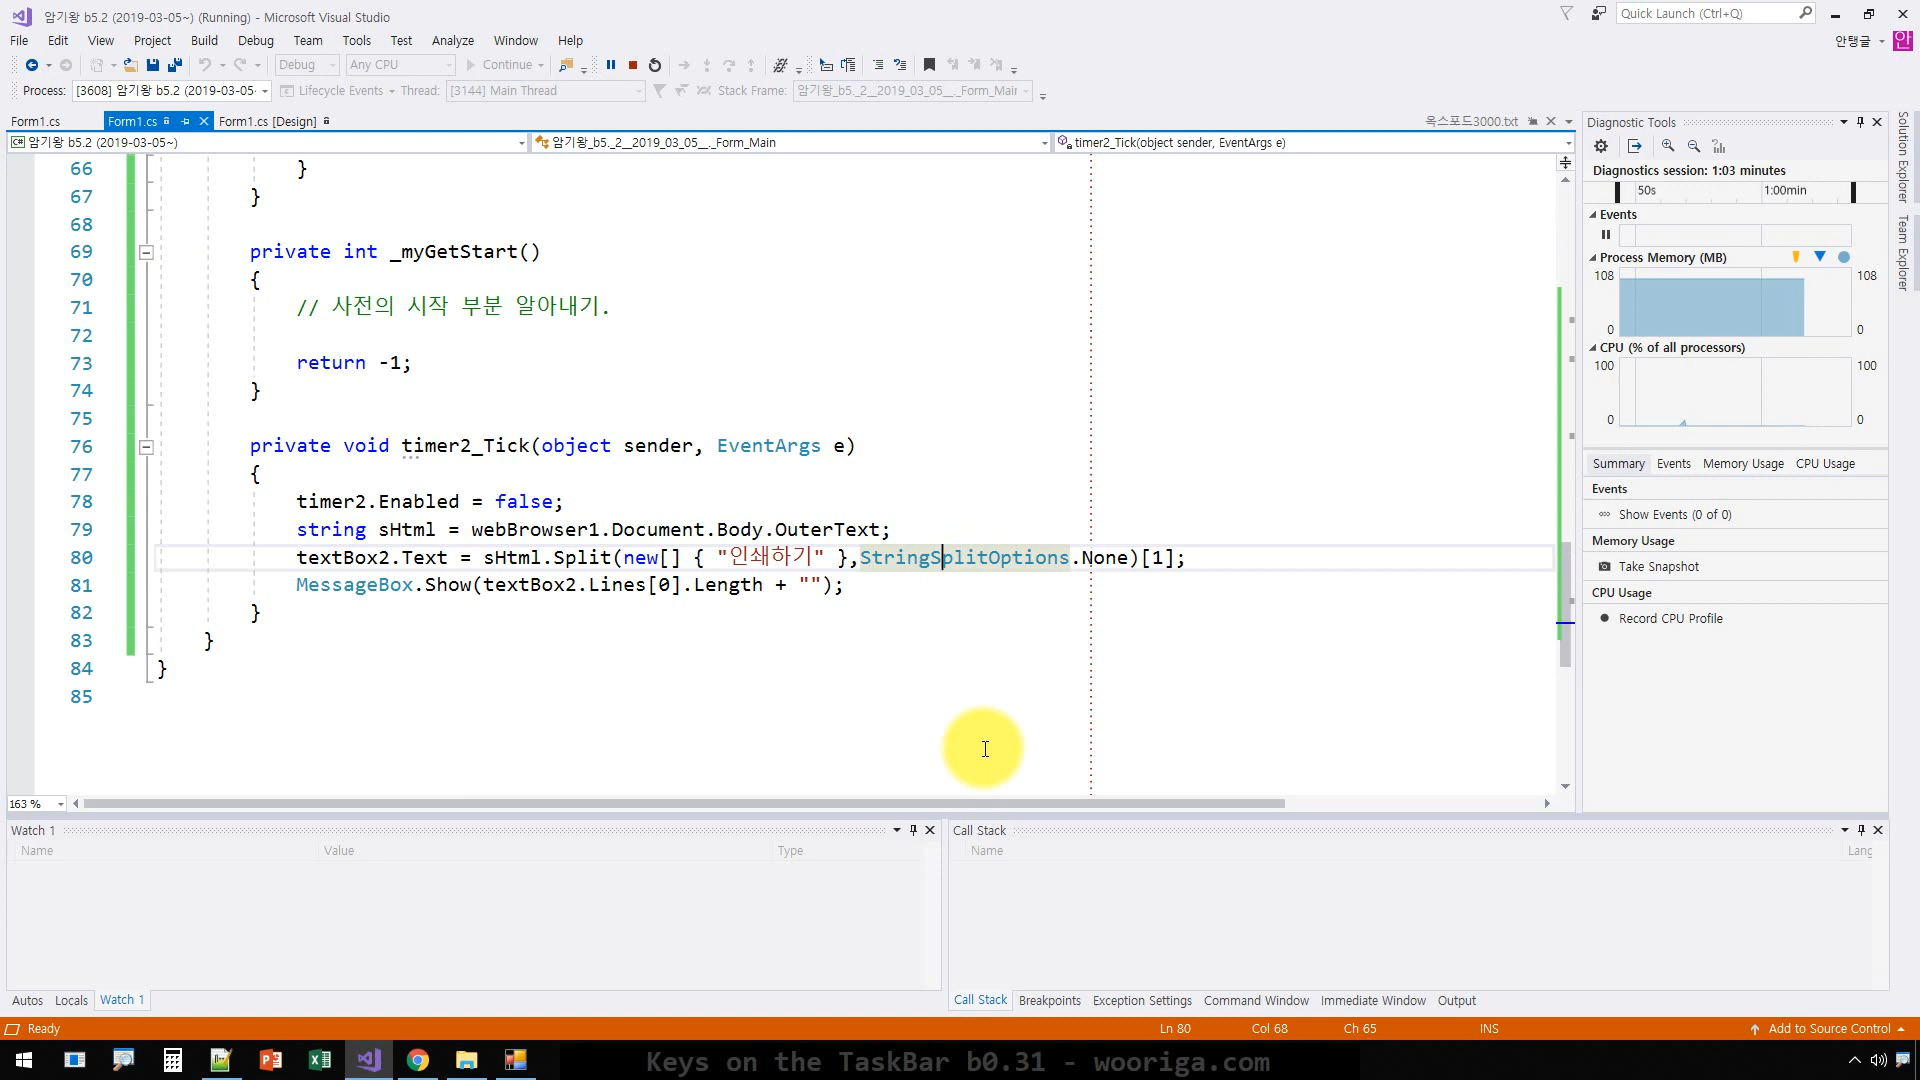 암기왕 b5.2 (2019-03-05~) (Running) - Microsoft Visual Studio
Quick Launch (Ctrl+Q)
File Edit View Project Build Debug Team Tools Test Analyze Window Help
안탱글 안
Debug Any CPU Continue
Process: [3608] 암기왕 b5.2 (2019-03-05- Lifecycle Events Thread: [3144] Main Thread Stack Frame: 암기왕_b5._2__2019_03_05__._Form_Mair
Form1.cs Form1.cs Form1.cs [Design] 옥스포드3000.txt
암기왕 b5.2 (2019-03-05~) 암기왕_b5._2__2019_03_05__._Form_Main timer2_Tick(object sender, EventArgs e)
66 }
67 }
68
69 private int _myGetStart()
70 {
71 // 사전의 시작 부분 알아내기.
72
73 return -1;
74 }
75
76 private void timer2_Tick(object sender, EventArgs e)
77 {
78 timer2.Enabled = false;
79 string sHtml = webBrowser1.Document.Body.OuterText;
80 textBox2.Text = sHtml.Split(new[] { "인쇄하기" },StringSplitOptions.None)[1];
81 MessageBox.Show(textBox2.Lines[0].Length + "");
82 }
83 }
84 }
85
163 %
Diagnostic Tools
Diagnostics session: 1:03 minutes
50s 1:00min
Events
Process Memory (MB)
108 108
0 0
CPU (% of all processors)
100 100
0 0
Summary Events Memory Usage CPU Usage
Events
Show Events (0 of 0)
Memory Usage
Take Snapshot
CPU Usage
Record CPU Profile
Solution Explorer
Team Explorer
Watch 1
Name Value Type
Autos Locals Watch 1
Call Stack
Name Lang
Call Stack Breakpoints Exception Settings Command Window Immediate Window Output
Ready Ln 80 Col 68 Ch 65 INS Add to Source Control
Keys on the TaskBar b0.31 - wooriga.com